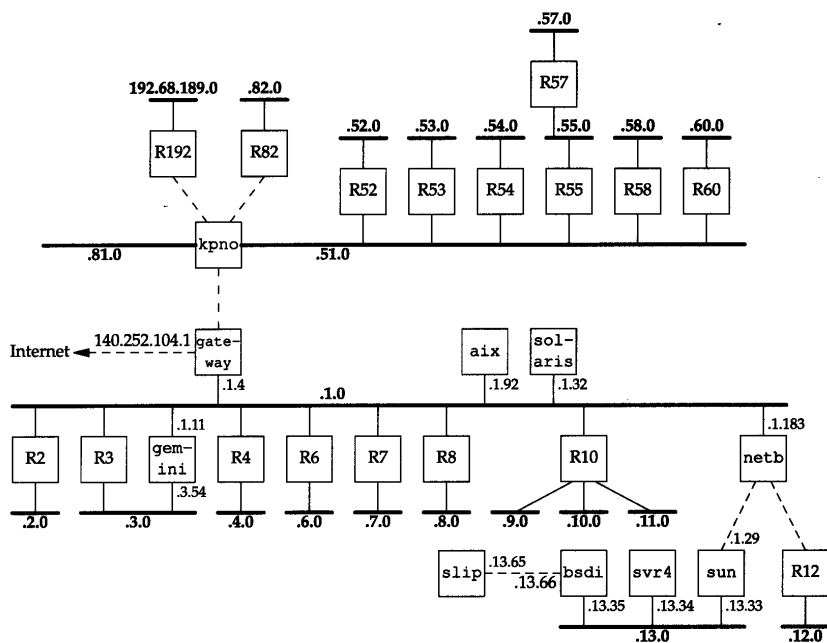 .57.0
R57
192.68.189.0 .82.0
.52.0 .53.0 .54.0 .55.0 .58.0 .60.0
R192 R82
R52 R53 R54 R55 R58 R60
kpno
.81.0 .51.0
140.252.104.1
Internet
gate-
way
aix
sol-
aris
.1.4 .1.92 .1.32
.1.0
.1.11 .1.183
R2 R3 gem-
ini R4 R6 R7 R8 R10 netb
.3.54
.2.0 .3.0 .4.0 .6.0 .7.0 .8.0 .9.0 .10.0 .11.0
.1.29
slip .13.65
.13.66 bsdi svr4 sun R12
.13.35 .13.34 .13.33
.13.0 .12.0